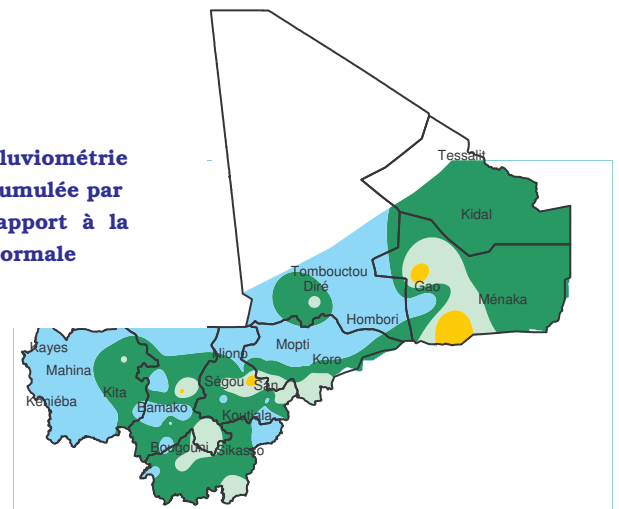 luviométrie
umulée par
apport à la
ormale
Tessalit
Kidal
Tombouctou
Diré
Gao
Ménaka
Hombori
Kayes
Niono
Mopti
Koro
Mahina
Ségou
San
Kita
Kéniéba
Bamako
Koutiala
Bougouni
Sikasso